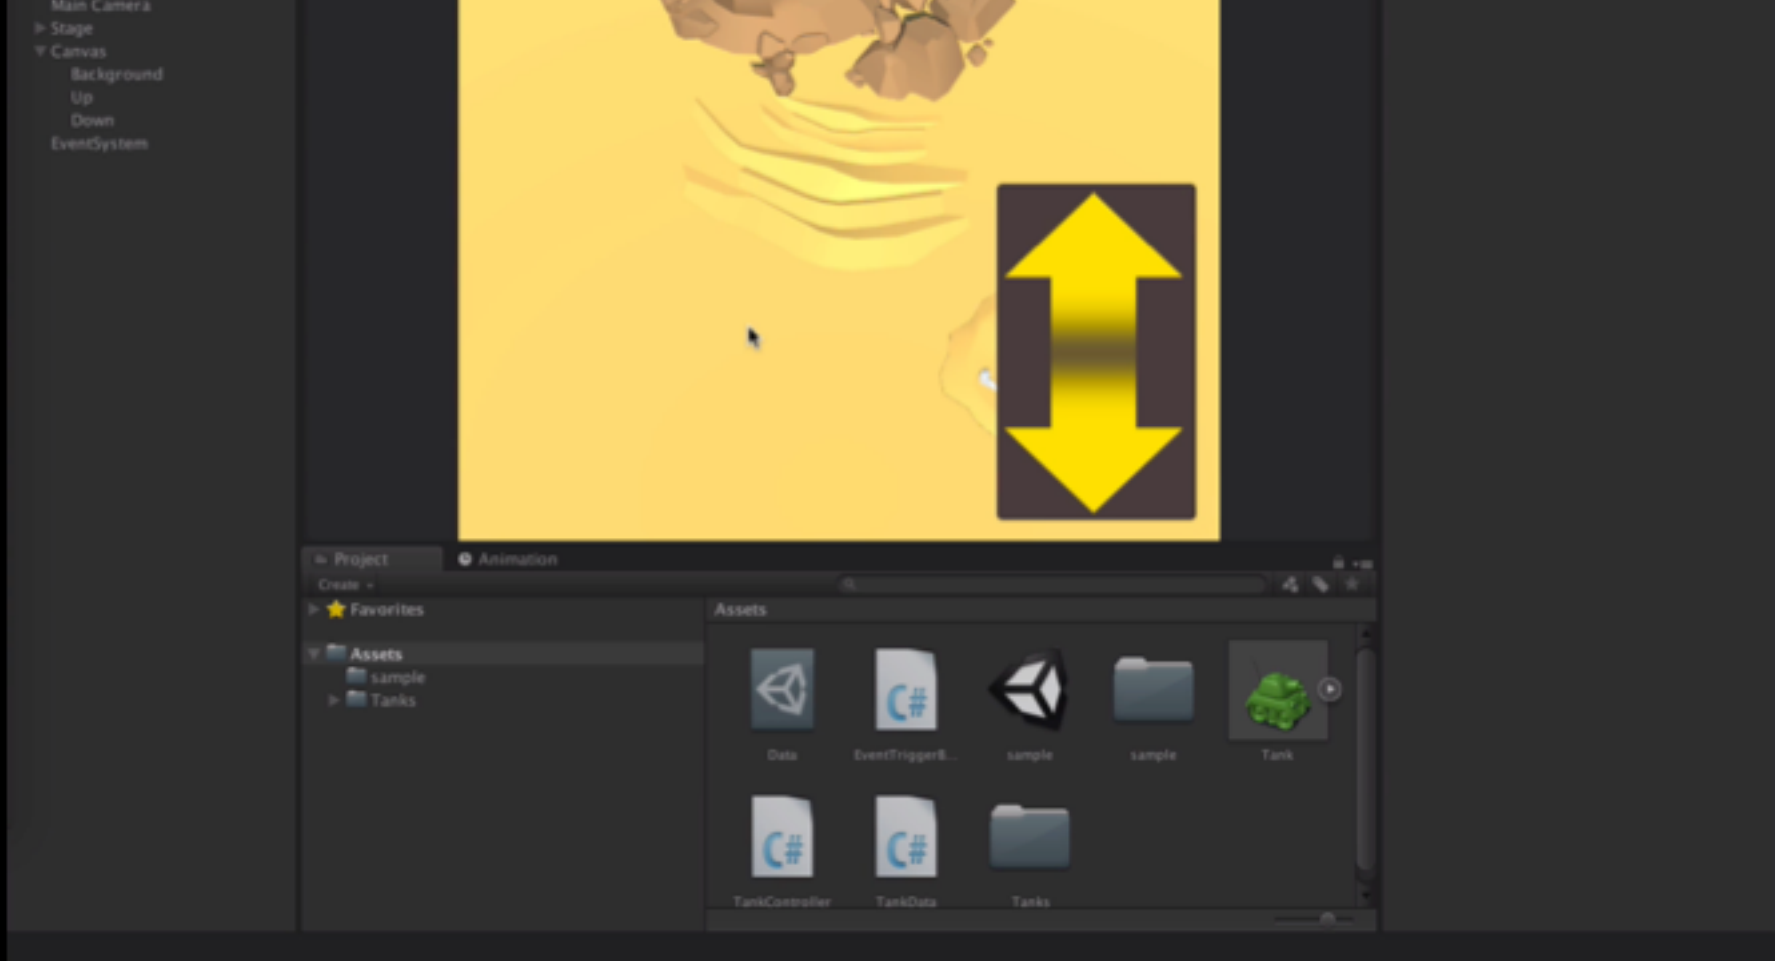 Main Camera
Stage
Canvas
Background
Up
Down
EventSystem
Project
Animation
Create
Favorites
Assets
Assets
sample
Tanks
Data
EventTriggerB...
sample
sample
Tank
C#
C#
C#
TankController
TankData
Tanks